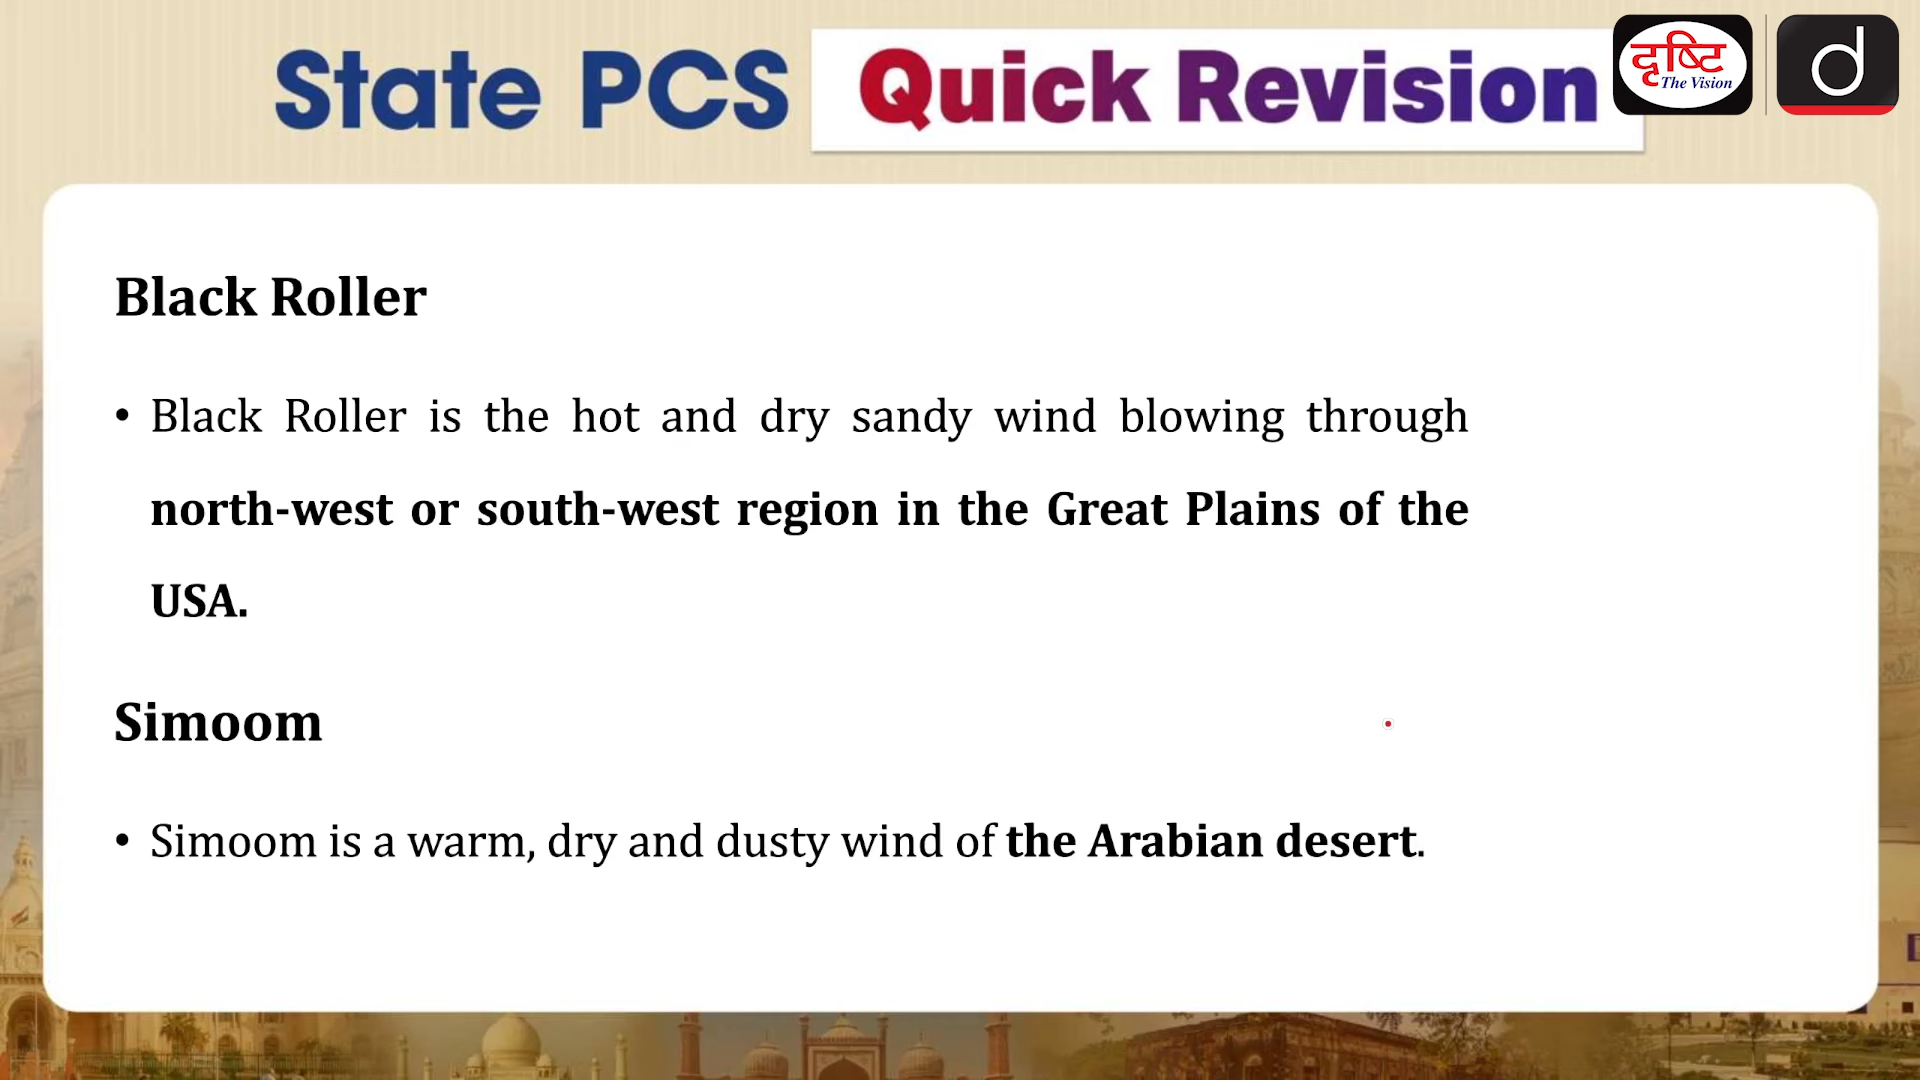 State PCS Quick Revision
दृष्टि
The Vision
d
Black Roller
• Black Roller is the hot and dry sandy wind blowing through
north-west or south-west region in the Great Plains of the
USA.
Simoom
• Simoom is a warm, dry and dusty wind of the Arabian desert.